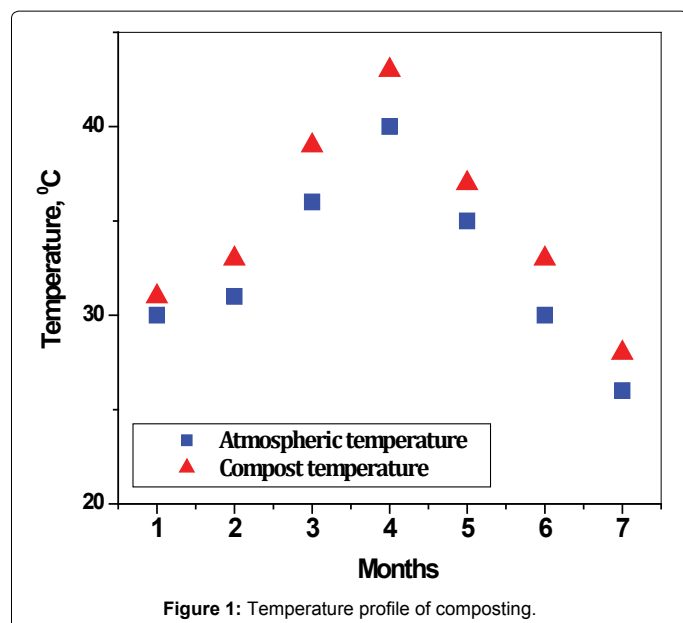 Temperature, ⁰C
40
30
20
Atmospheric temperature
Compost temperature
1 2 3 4 5 6 7
Months
Figure 1: Temperature profile of composting.